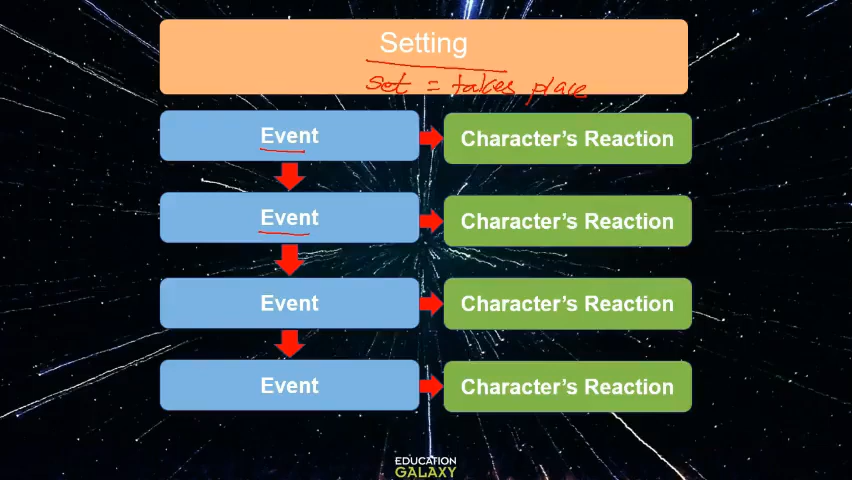 Setting
set = takes place
Event
Character's Reaction
Event
Character's Reaction
Event
Character's Reaction
Event
Character's Reaction
EDUCATION
GALAXY